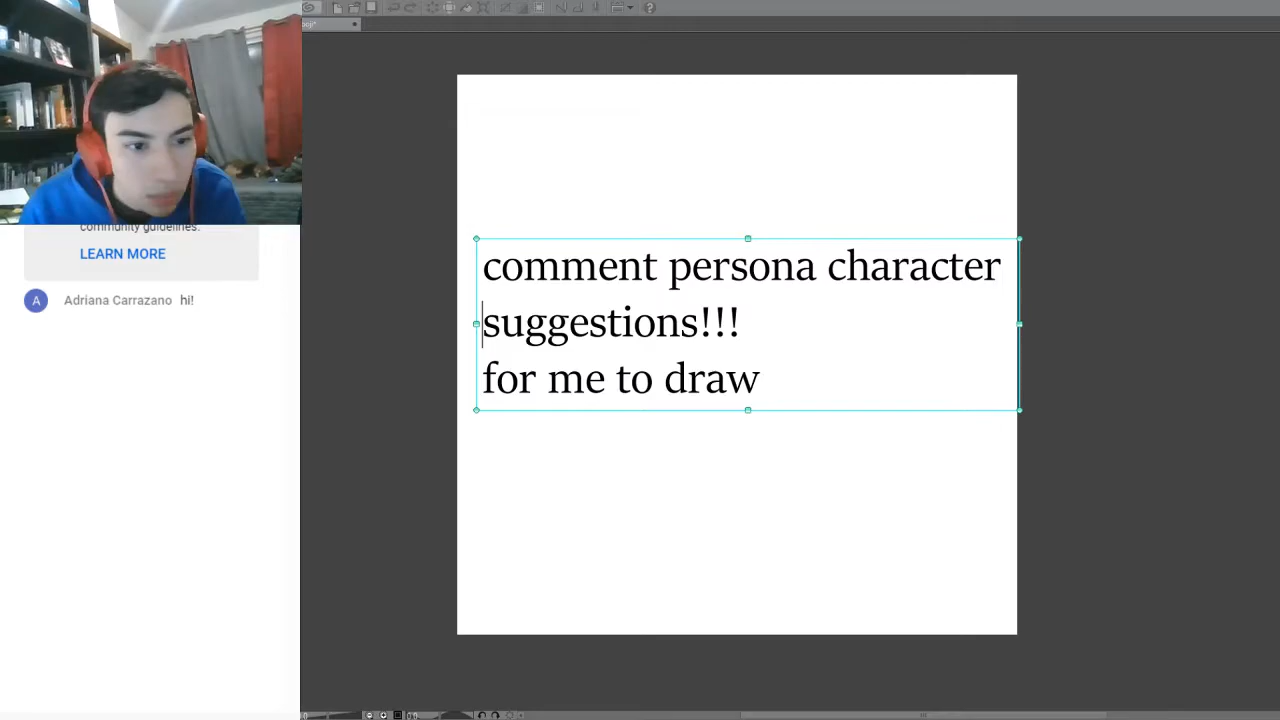 community guidelines.
LEARN MORE
A Adriana Carrazano hi!
comment persona character
suggestions!!!
for me to draw